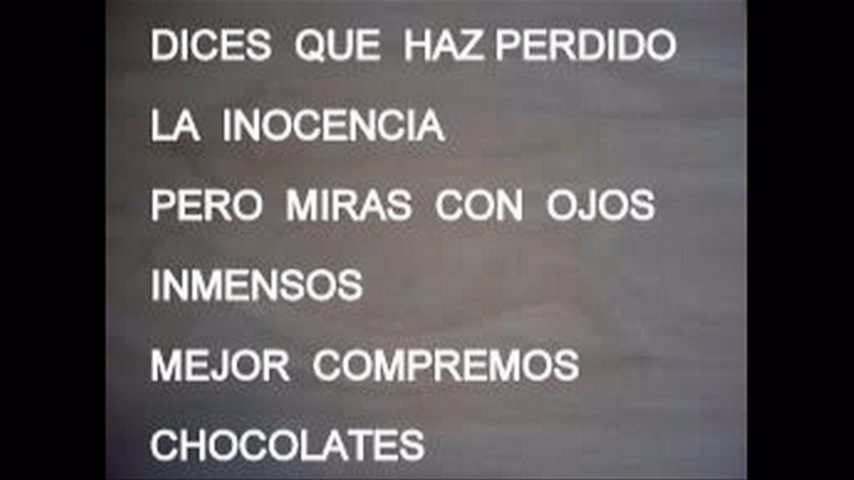 DICES QUE HAZ PERDIDO
LA INOCENCIA
PERO MIRAS CON OJOS
INMENSOS
MEJOR COMPREMOS
CHOCOLATES